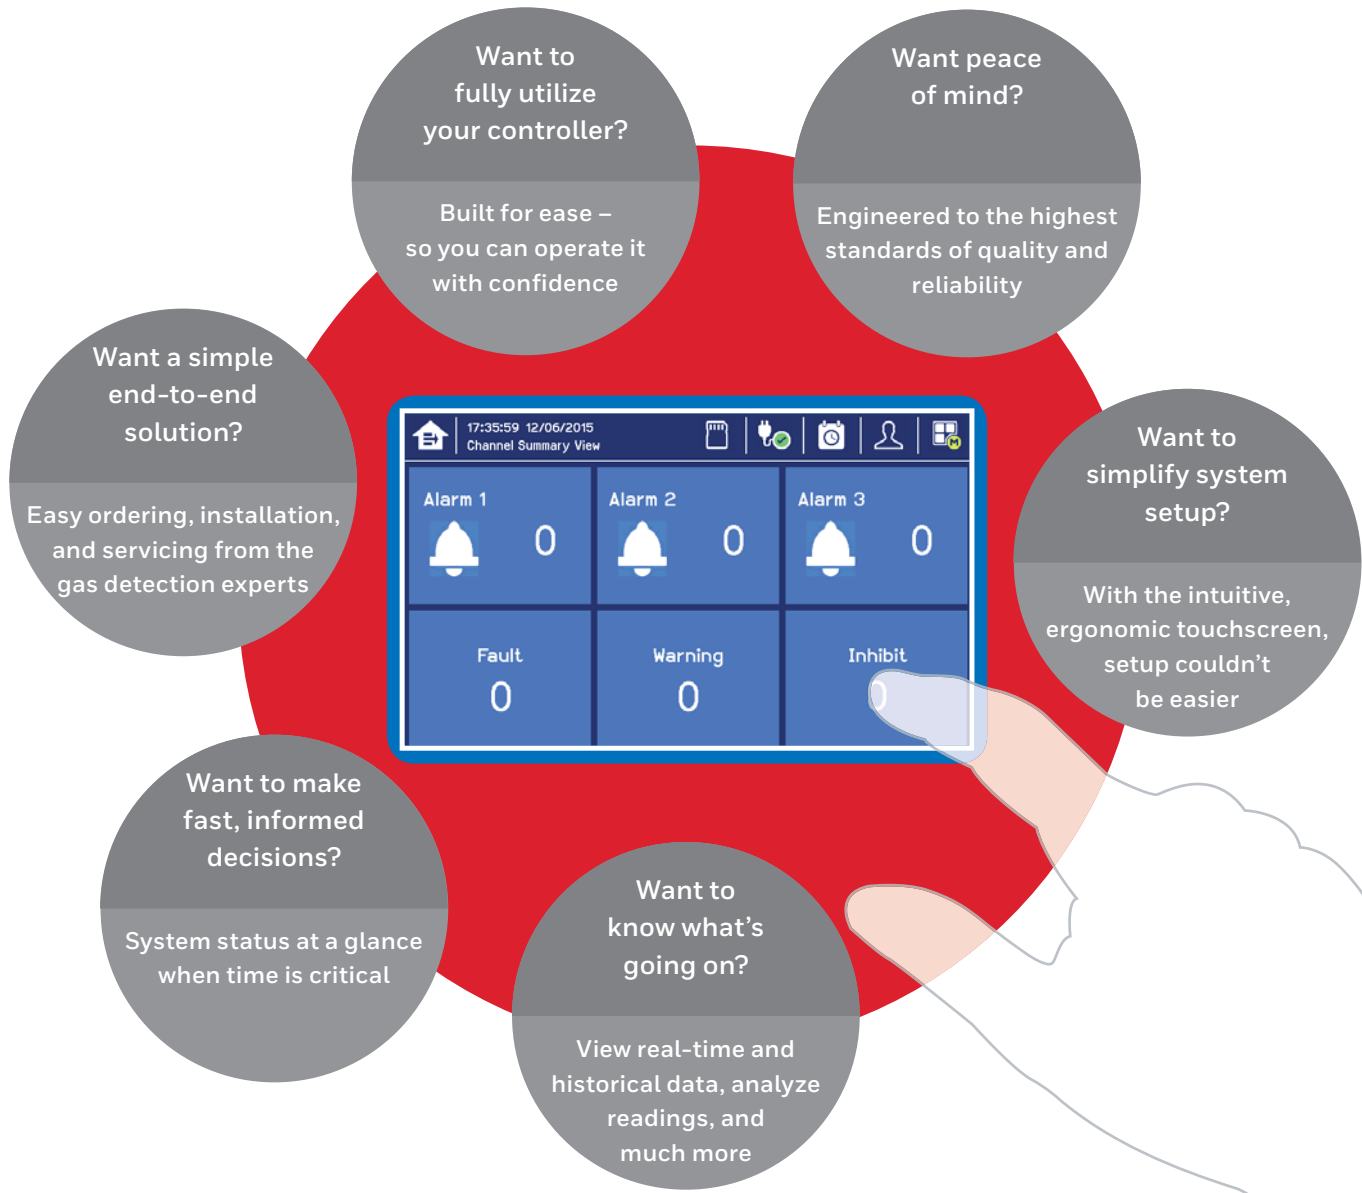 Want to
fully utilize
your controller?
Built for ease –
so you can operate it
with confidence
Want peace
of mind?
Engineered to the highest
standards of quality and
reliability
Want a simple
end-to-end
solution?
Easy ordering, installation,
and servicing from the
gas detection experts
17:35:59 12/06/2015
Channel Summary View
M
Alarm 1
0
Alarm 2
0
Alarm 3
0
Fault
0
Warning
0
Inhibit
0
Want to
simplify system
setup?
With the intuitive,
ergonomic touchscreen,
setup couldn't
be easier
Want to make
fast, informed
decisions?
System status at a glance
when time is critical
Want to
know what's
going on?
View real-time and
historical data, analyze
readings, and
much more